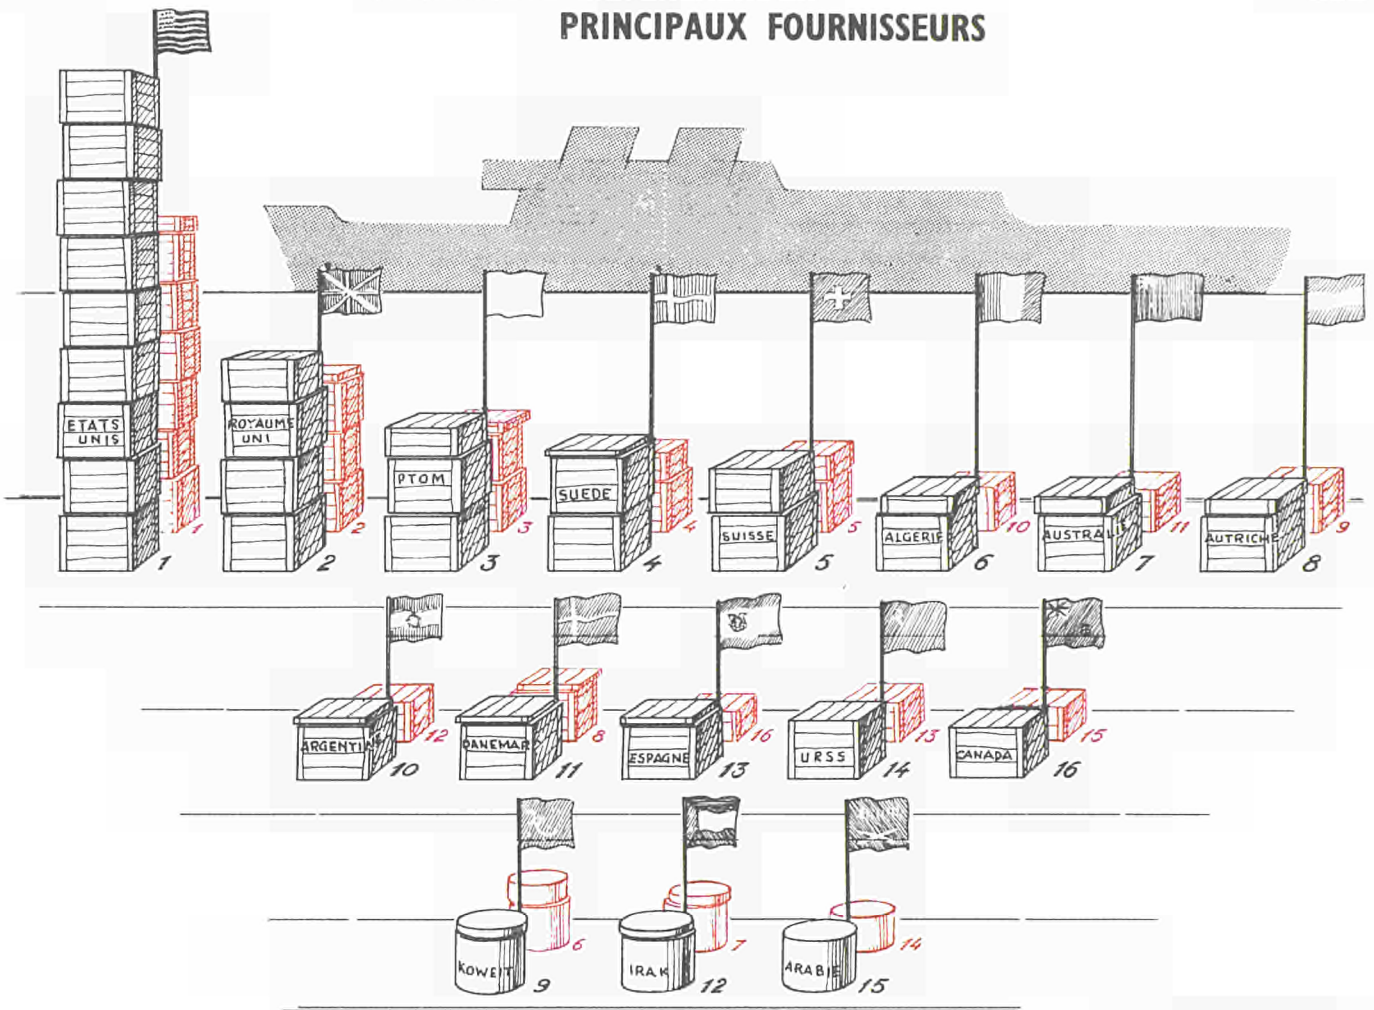 PRINCIPAUX FOURNISSEURS
ETATS
UNIS
1
1
ROYAUME
UNI
2
2
PTOM
3
3
SUEDE
4
4
SUISSE
5
5
ALGERIE
6
10
AUSTRALIE
7
11
AUTRICHE
8
9
ARGENTINE
10
12
DANEMARK
11
8
ESPAGNE
13
16
URSS
14
13
CANADA
16
15
KOWEIT
9
6
IRAK
12
7
ARABIE
15
14